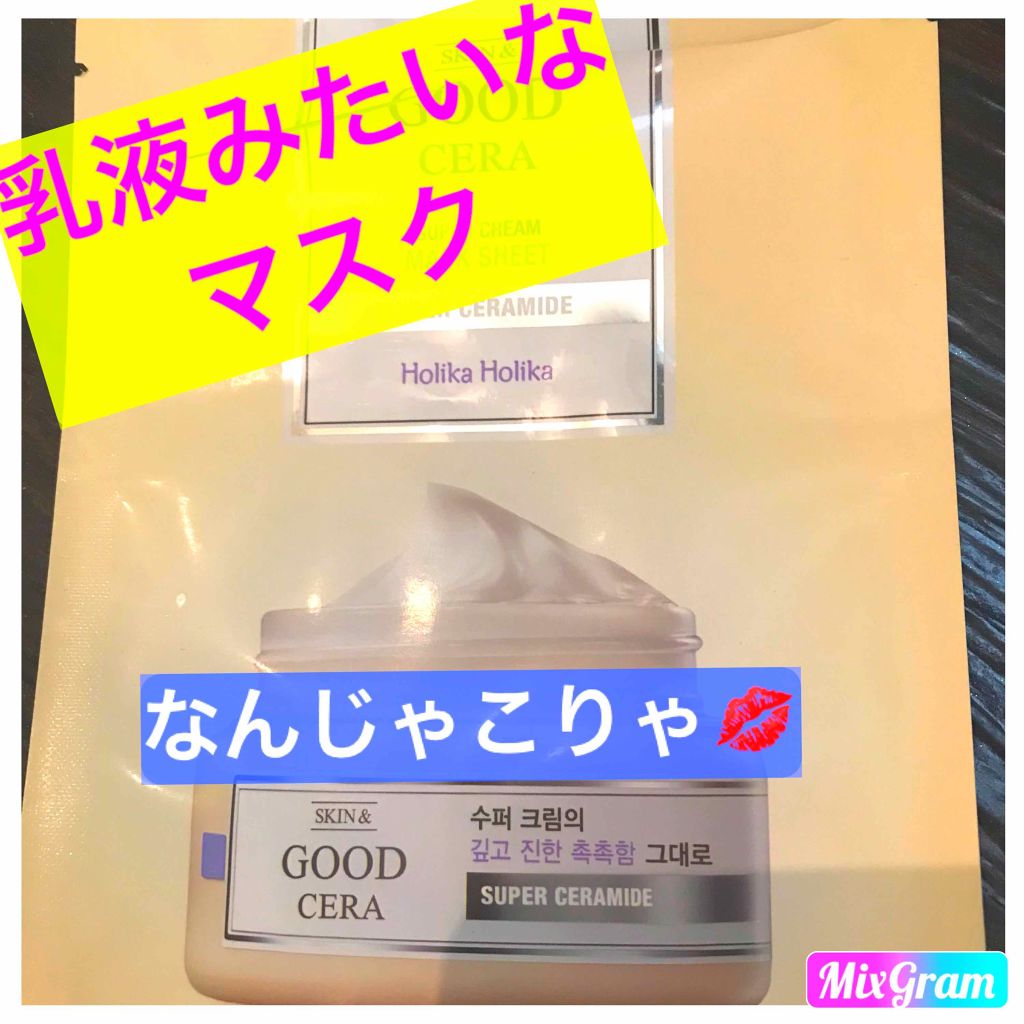 乳液みたいな
マスク
SKIN &
GOOD
CERA
CREAM
MASK SHEET
CERAMIDE
Holika Holika
なんじゃこりゃ💋
SKIN &
GOOD
CERA
수퍼 크림의
깊고 진한 촉촉함 그대로
SUPER CERAMIDE
MixGram